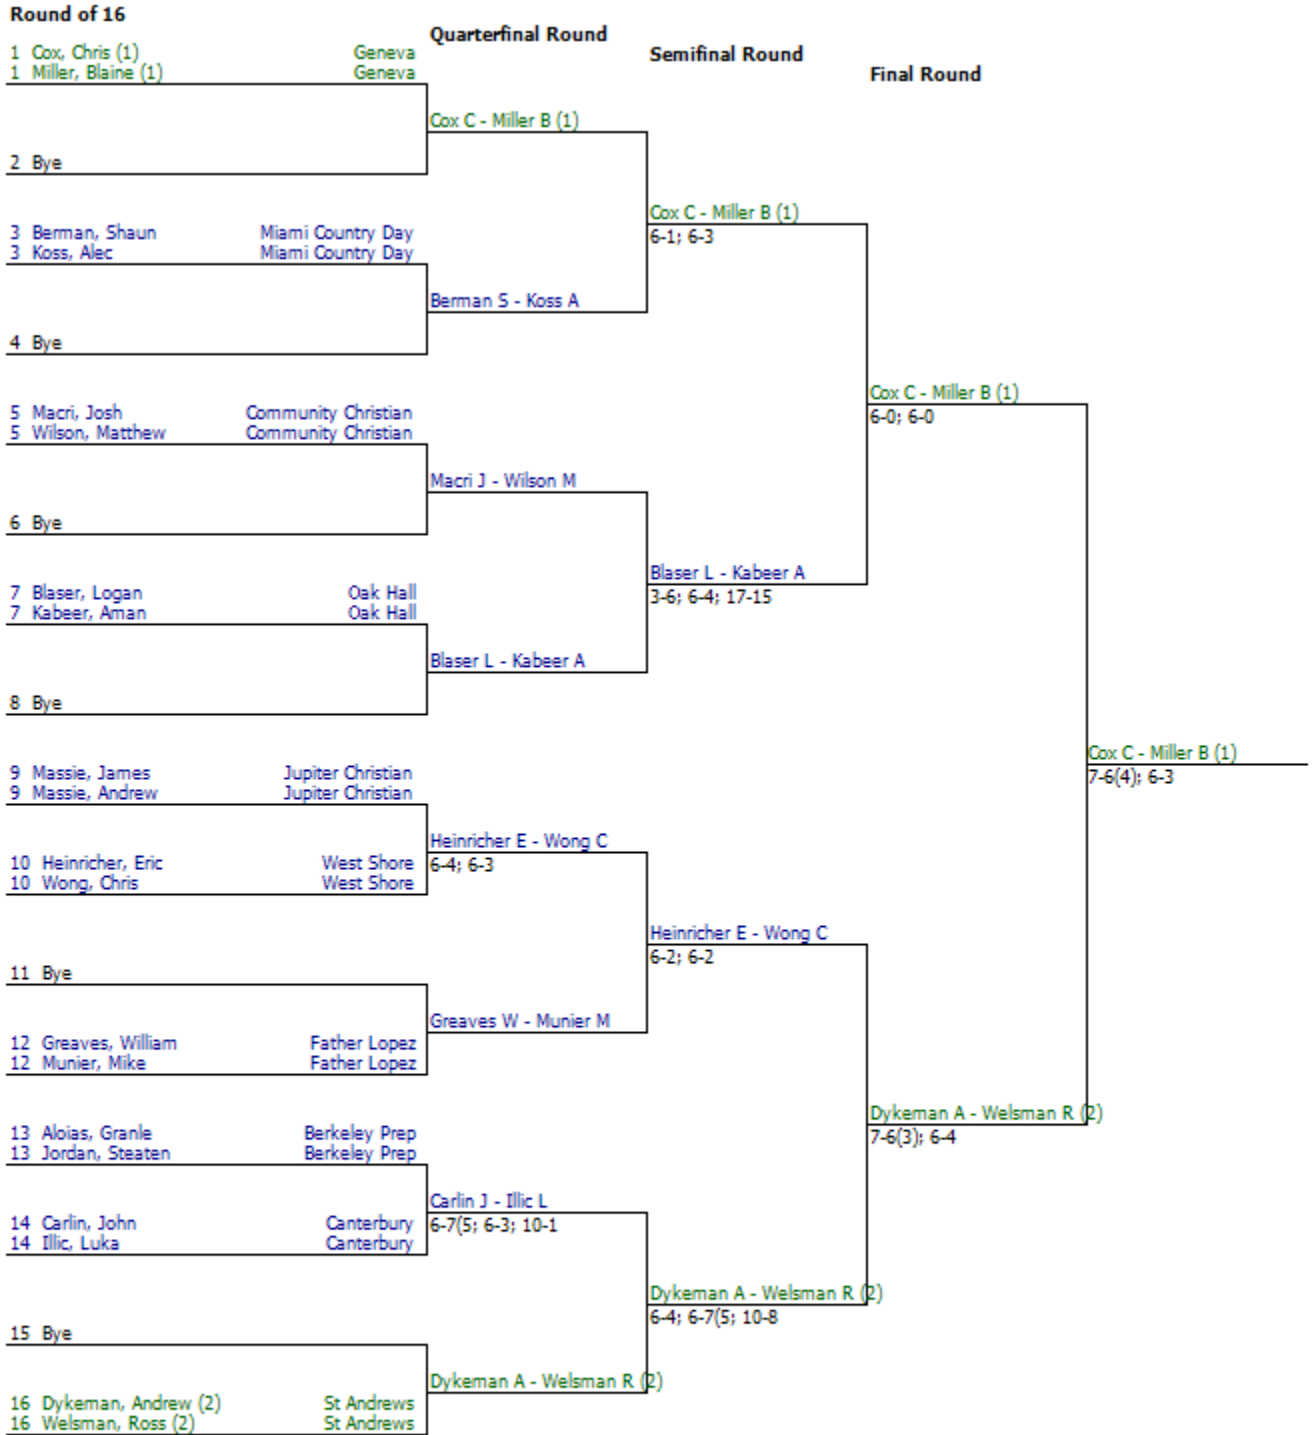 Round of 16
Quarterfinal Round
Semifinal Round
Final Round
1 Cox, Chris (1) Geneva
1 Miller, Blaine (1) Geneva
Cox C - Miller B (1)
2 Bye
Cox C - Miller B (1)
6-1; 6-3
3 Berman, Shaun Miami Country Day
3 Koss, Alec Miami Country Day
Berman S - Koss A
4 Bye
Cox C - Miller B (1)
6-0; 6-0
5 Macri, Josh Community Christian
5 Wilson, Matthew Community Christian
Macri J - Wilson M
6 Bye
Blaser L - Kabeer A
3-6; 6-4; 17-15
7 Blaser, Logan Oak Hall
7 Kabeer, Aman Oak Hall
Blaser L - Kabeer A
8 Bye
Cox C - Miller B (1)
7-6(4); 6-3
9 Massie, James Jupiter Christian
9 Massie, Andrew Jupiter Christian
Heinricher E - Wong C
6-4; 6-3
10 Heinricher, Eric West Shore
10 Wong, Chris West Shore
Heinricher E - Wong C
6-2; 6-2
11 Bye
Greaves W - Munier M
12 Greaves, William Father Lopez
12 Munier, Mike Father Lopez
Dykeman A - Welsman R (2)
7-6(3); 6-4
13 Aloias, Granle Berkeley Prep
13 Jordan, Steaten Berkeley Prep
Carlin J - Illic L
6-7(5; 6-3; 10-1
14 Carlin, John Canterbury
14 Illic, Luka Canterbury
Dykeman A - Welsman R (2)
6-4; 6-7(5; 10-8
15 Bye
Dykeman A - Welsman R (2)
16 Dykeman, Andrew (2) St Andrews
16 Welsman, Ross (2) St Andrews